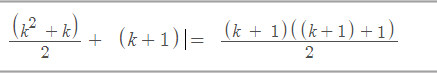 (k² + k)/2 + (k+1)|= (k + 1)((k+1)+1)/2